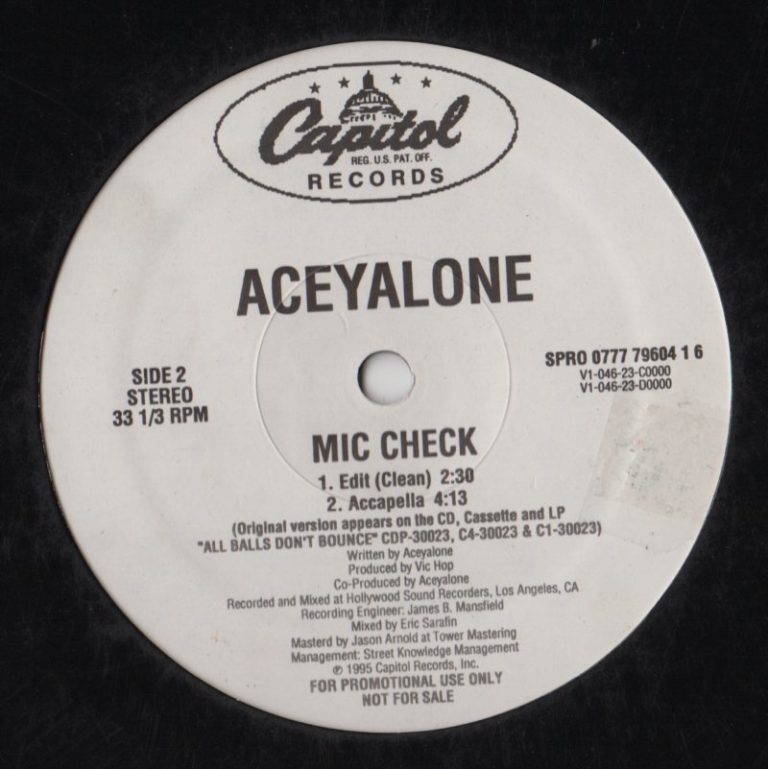 Capitol
REG. U.S. PAT. OFF.
RECORDS
ACEYALONE
SIDE 2
STEREO
33 1/3 RPM
SPRO 0777 79604 1 6
V1-046-23-C0000
V1-046-23-D0000
MIC CHECK
1. Edit (Clean) 2:30
2. Accapella 4:13
(Original version appears on the CD, Cassette and LP
"ALL BALLS DON'T BOUNCE" CDP-30023, C4-30023 & C1-30023)
Written by Aceyalone
Produced by Vic Hop
Co-Produced by Aceyalone
Recorded and Mixed at Hollywood Sound Recorders, Los Angeles, CA
Recording Engineer: James B. Mansfield
Mixed by Eric Sarafin
Masterd by Jason Arnold at Tower Mastering
Management: Street Knowledge Management
℗ 1995 Capitol Records, Inc.
FOR PROMOTIONAL USE ONLY
NOT FOR SALE